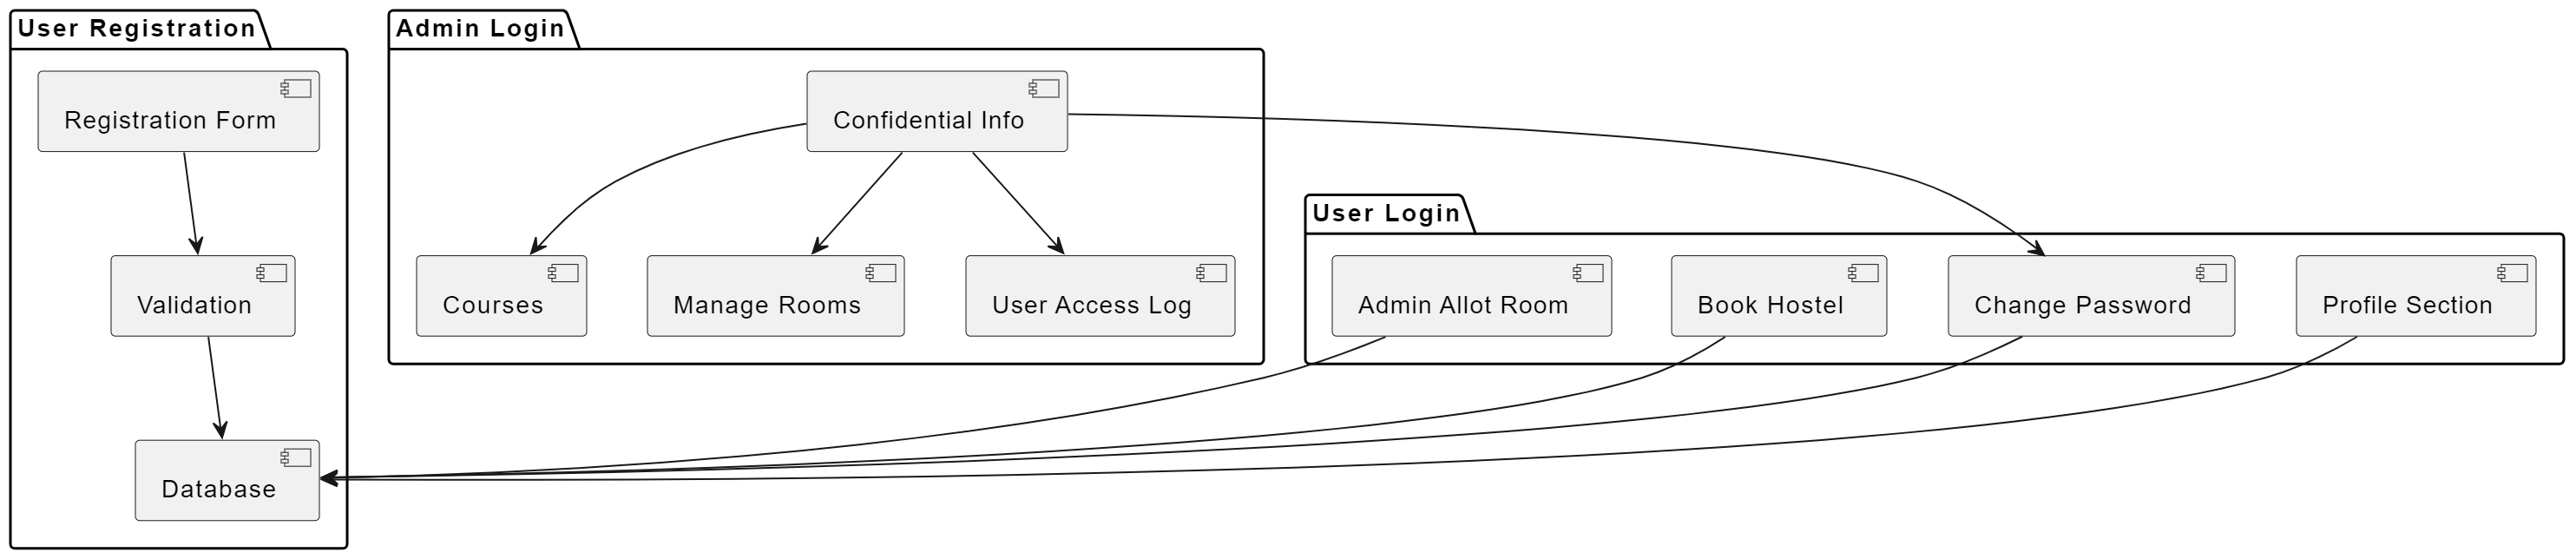 User Registration
Registration Form
Validation
Database
Admin Login
Confidential Info
Courses
Manage Rooms
User Access Log
User Login
Admin Allot Room
Book Hostel
Change Password
Profile Section